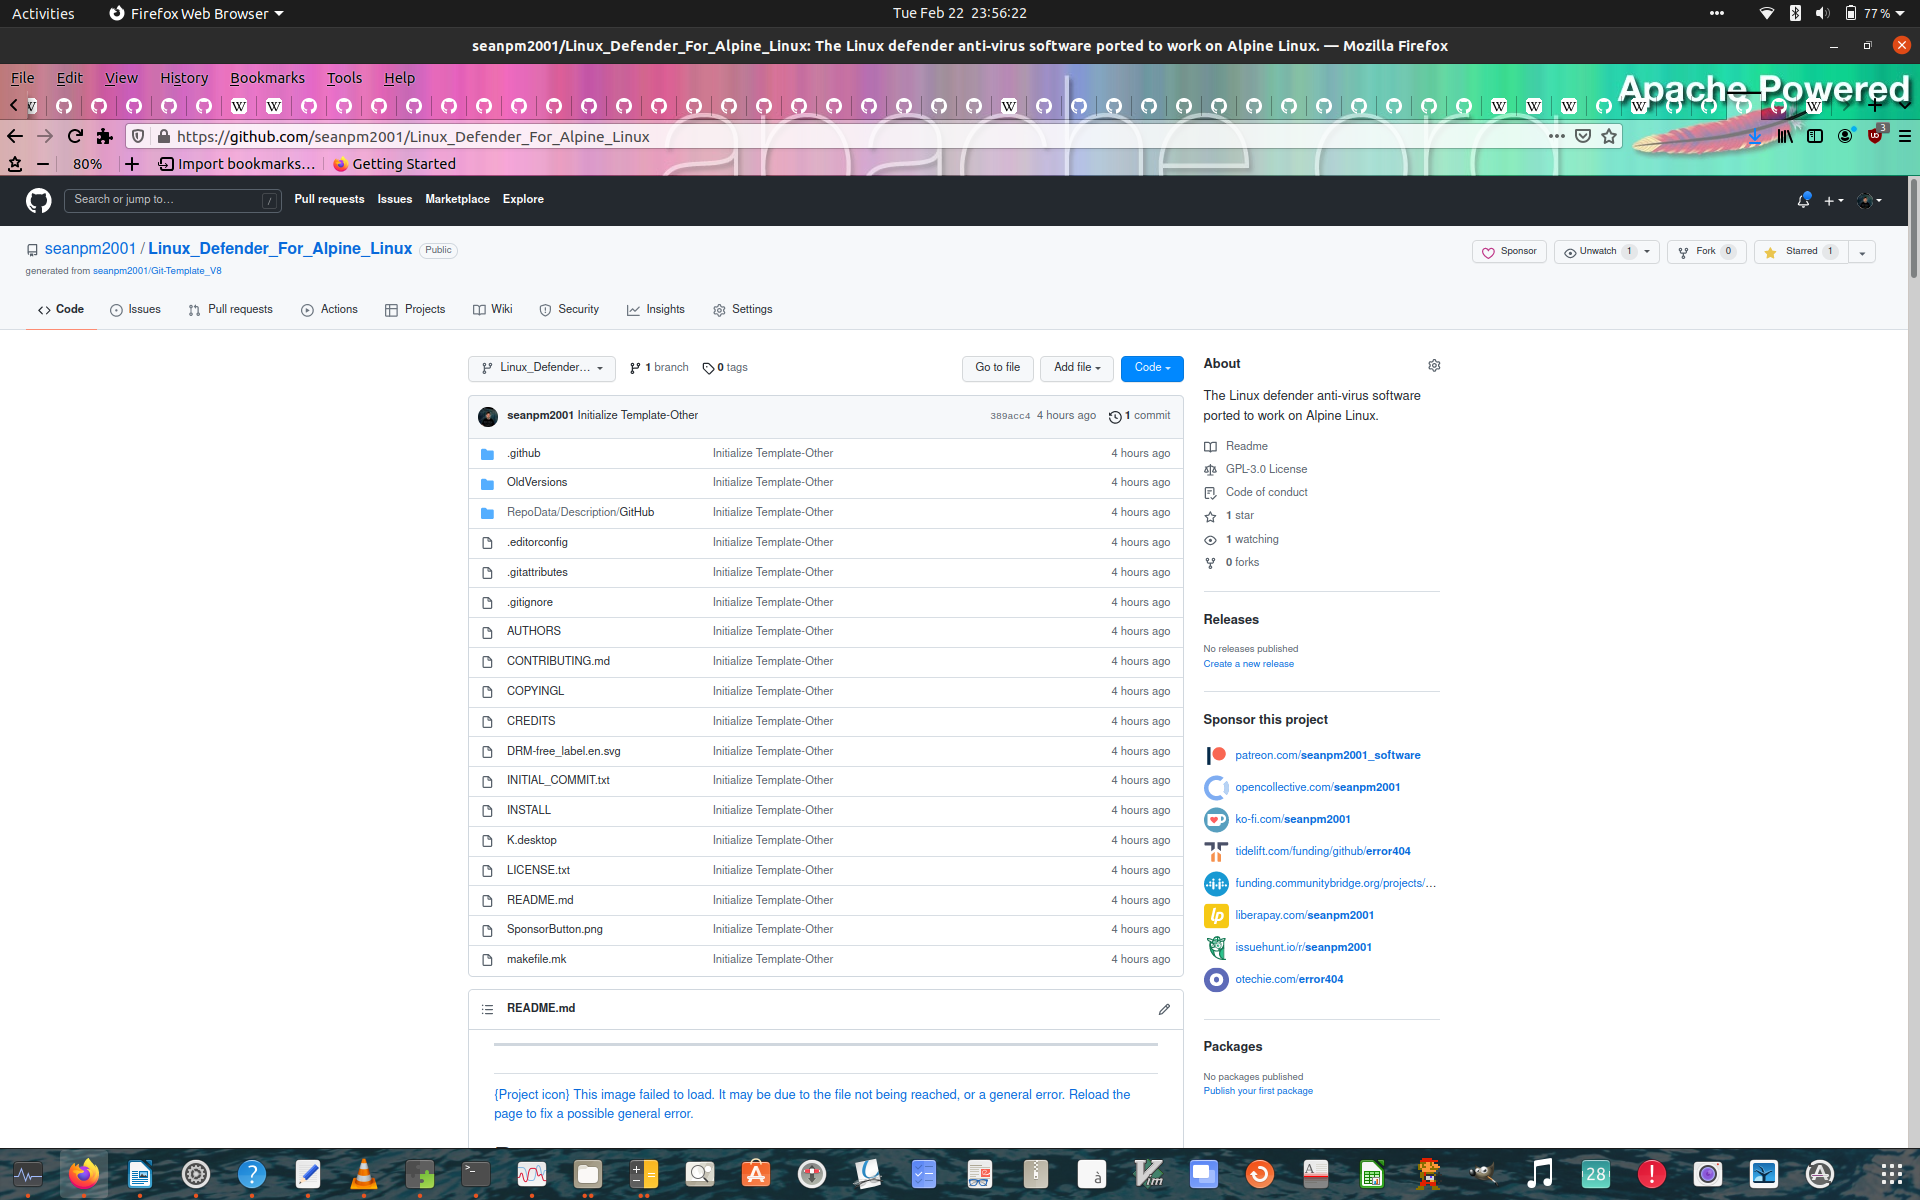 Activities
Firefox Web Browser
Tue Feb 22 23:56:22
77 %
seanpm2001/Linux_Defender_For_Alpine_Linux: The Linux defender anti-virus software ported to work on Alpine Linux. — Mozilla Firefox
File Edit View History Bookmarks Tools Help
Apache Powered
https://github.com/seanpm2001/Linux_Defender_For_Alpine_Linux
3
80%
Import bookmarks...
Getting Started
apache.org
Search or jump to...
/
Pull requests Issues Marketplace Explore
seanpm2001 / Linux_Defender_For_Alpine_Linux Public
generated from seanpm2001/Git-Template_V8
Sponsor
Unwatch 1
Fork 0
Starred 1
Code
Issues
Pull requests
Actions
Projects
Wiki
Security
Insights
Settings
Linux_Defender...
1 branch
0 tags
Go to file
Add file
Code
seanpm2001 Initialize Template-Other 389acc4 4 hours ago 1 commit
.github Initialize Template-Other 4 hours ago
OldVersions Initialize Template-Other 4 hours ago
RepoData/Description/GitHub Initialize Template-Other 4 hours ago
.editorconfig Initialize Template-Other 4 hours ago
.gitattributes Initialize Template-Other 4 hours ago
.gitignore Initialize Template-Other 4 hours ago
AUTHORS Initialize Template-Other 4 hours ago
CONTRIBUTING.md Initialize Template-Other 4 hours ago
COPYINGL Initialize Template-Other 4 hours ago
CREDITS Initialize Template-Other 4 hours ago
DRM-free_label.en.svg Initialize Template-Other 4 hours ago
INITIAL_COMMIT.txt Initialize Template-Other 4 hours ago
INSTALL Initialize Template-Other 4 hours ago
K.desktop Initialize Template-Other 4 hours ago
LICENSE.txt Initialize Template-Other 4 hours ago
README.md Initialize Template-Other 4 hours ago
SponsorButton.png Initialize Template-Other 4 hours ago
makefile.mk Initialize Template-Other 4 hours ago
README.md
{Project icon} This image failed to load. It may be due to the file not being reached, or a general error. Reload the
page to fix a possible general error.
About
The Linux defender anti-virus software
ported to work on Alpine Linux.
Readme
GPL-3.0 License
Code of conduct
1 star
1 watching
0 forks
Releases
No releases published
Create a new release
Sponsor this project
patreon.com/seanpm2001_software
opencollective.com/seanpm2001
ko-fi.com/seanpm2001
tidelift.com/funding/github/error404
funding.communitybridge.org/projects/...
liberapay.com/seanpm2001
issuehunt.io/r/seanpm2001
otechie.com/error404
Packages
No packages published
Publish your first package
28